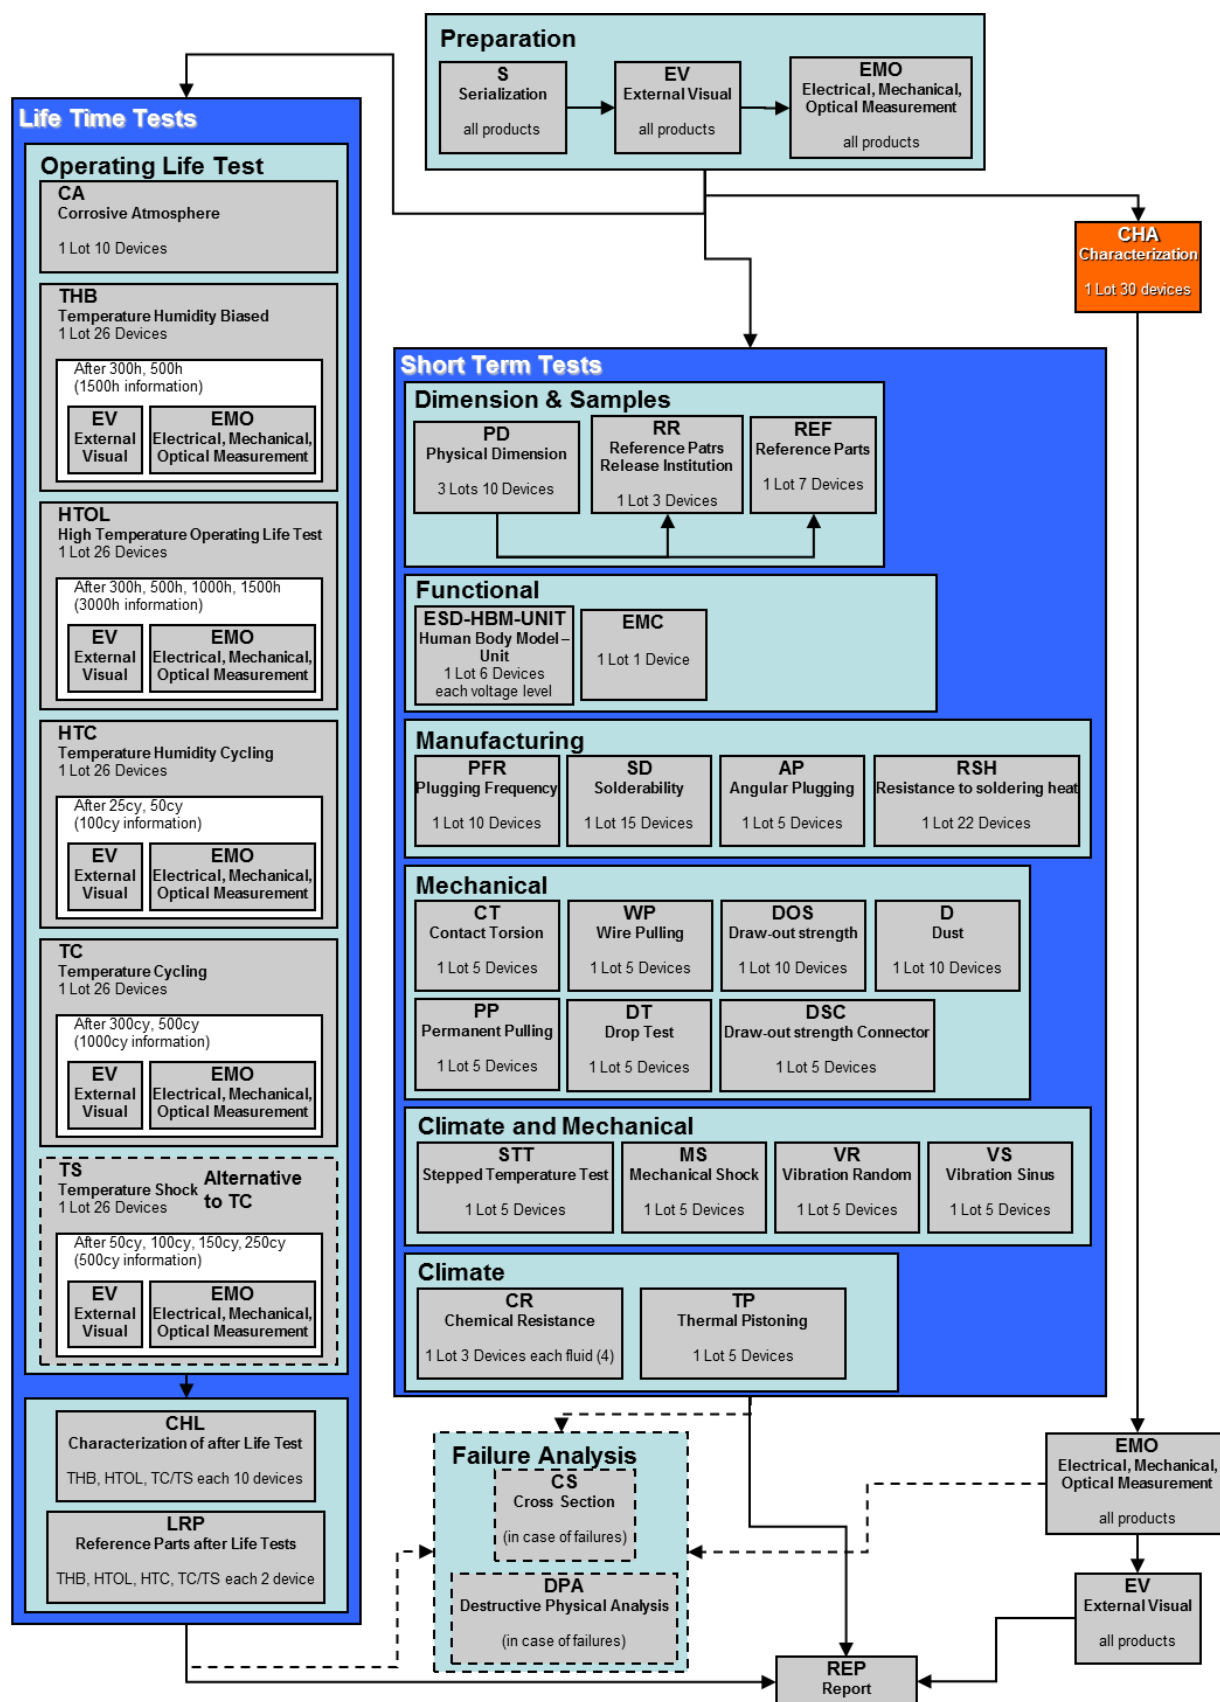 Preparation
S
Serialization
all products
EV
External Visual
all products
EMO
Electrical, Mechanical,
Optical Measurement
all products
Life Time Tests
Operating Life Test
CA
Corrosive Atmosphere
1 Lot 10 Devices
THB
Temperature Humidity Biased
1 Lot 26 Devices
After 300h, 500h
(1500h information)
EV
External
Visual
EMO
Electrical, Mechanical,
Optical Measurement
HTOL
High Temperature Operating Life Test
1 Lot 26 Devices
After 300h, 500h, 1000h, 1500h
(3000h information)
EV
External
Visual
EMO
Electrical, Mechanical,
Optical Measurement
HTC
Temperature Humidity Cycling
1 Lot 26 Devices
After 25cy, 50cy
(100cy information)
EV
External
Visual
EMO
Electrical, Mechanical,
Optical Measurement
TC
Temperature Cycling
1 Lot 26 Devices
After 300cy, 500cy
(1000cy information)
EV
External
Visual
EMO
Electrical, Mechanical,
Optical Measurement
TS
Temperature Shock
1 Lot 26 Devices
Alternative
to TC
After 50cy, 100cy, 150cy, 250cy
(500cy information)
EV
External
Visual
EMO
Electrical, Mechanical,
Optical Measurement
CHL
Characterization of after Life Test
THB, HTOL, TC/TS each 10 devices
LRP
Reference Parts after Life Tests
THB, HTOL, HTC, TC/TS each 2 device
CHA
Characterization
1 Lot 30 devices
Short Term Tests
Dimension & Samples
PD
Physical Dimension
3 Lots 10 Devices
RR
Reference Patrs
Release Institution
1 Lot 3 Devices
REF
Reference Parts
1 Lot 7 Devices
Functional
ESD-HBM-UNIT
Human Body Model –
Unit
1 Lot 6 Devices
each voltage level
EMC
1 Lot 1 Device
Manufacturing
PFR
Plugging Frequency
1 Lot 10 Devices
SD
Solderability
1 Lot 15 Devices
AP
Angular Plugging
1 Lot 5 Devices
RSH
Resistance to soldering heat
1 Lot 22 Devices
Mechanical
CT
Contact Torsion
1 Lot 5 Devices
WP
Wire Pulling
1 Lot 5 Devices
DOS
Draw-out strength
1 Lot 10 Devices
D
Dust
1 Lot 10 Devices
PP
Permanent Pulling
1 Lot 5 Devices
DT
Drop Test
1 Lot 5 Devices
DSC
Draw-out strength Connector
1 Lot 5 Devices
Climate and Mechanical
STT
Stepped Temperature Test
1 Lot 5 Devices
MS
Mechanical Shock
1 Lot 5 Devices
VR
Vibration Random
1 Lot 5 Devices
VS
Vibration Sinus
1 Lot 5 Devices
Climate
CR
Chemical Resistance
1 Lot 3 Devices each fluid (4)
TP
Thermal Pistoning
1 Lot 5 Devices
Failure Analysis
CS
Cross Section
(in case of failures)
DPA
Destructive Physical Analysis
(in case of failures)
EMO
Electrical, Mechanical,
Optical Measurement
all products
EV
External Visual
all products
REP
Report